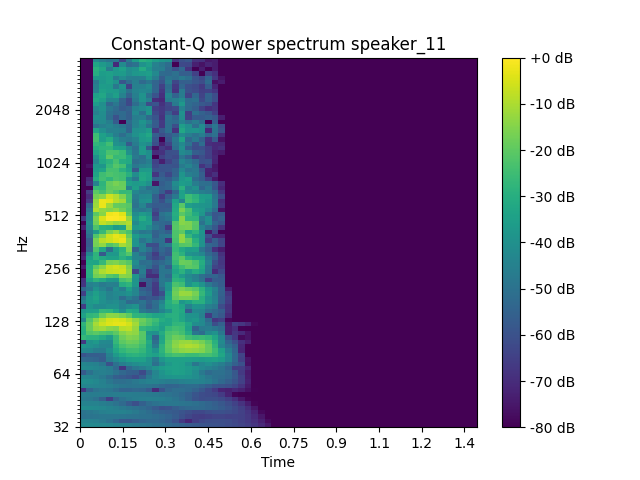 Constant-Q power spectrum speaker_11
Hz
2048
1024
512
256
128
64
32
0 0.15 0.3 0.45 0.6 0.75 0.9 1.1 1.2 1.4
Time
+0 dB
-10 dB
-20 dB
-30 dB
-40 dB
-50 dB
-60 dB
-70 dB
-80 dB